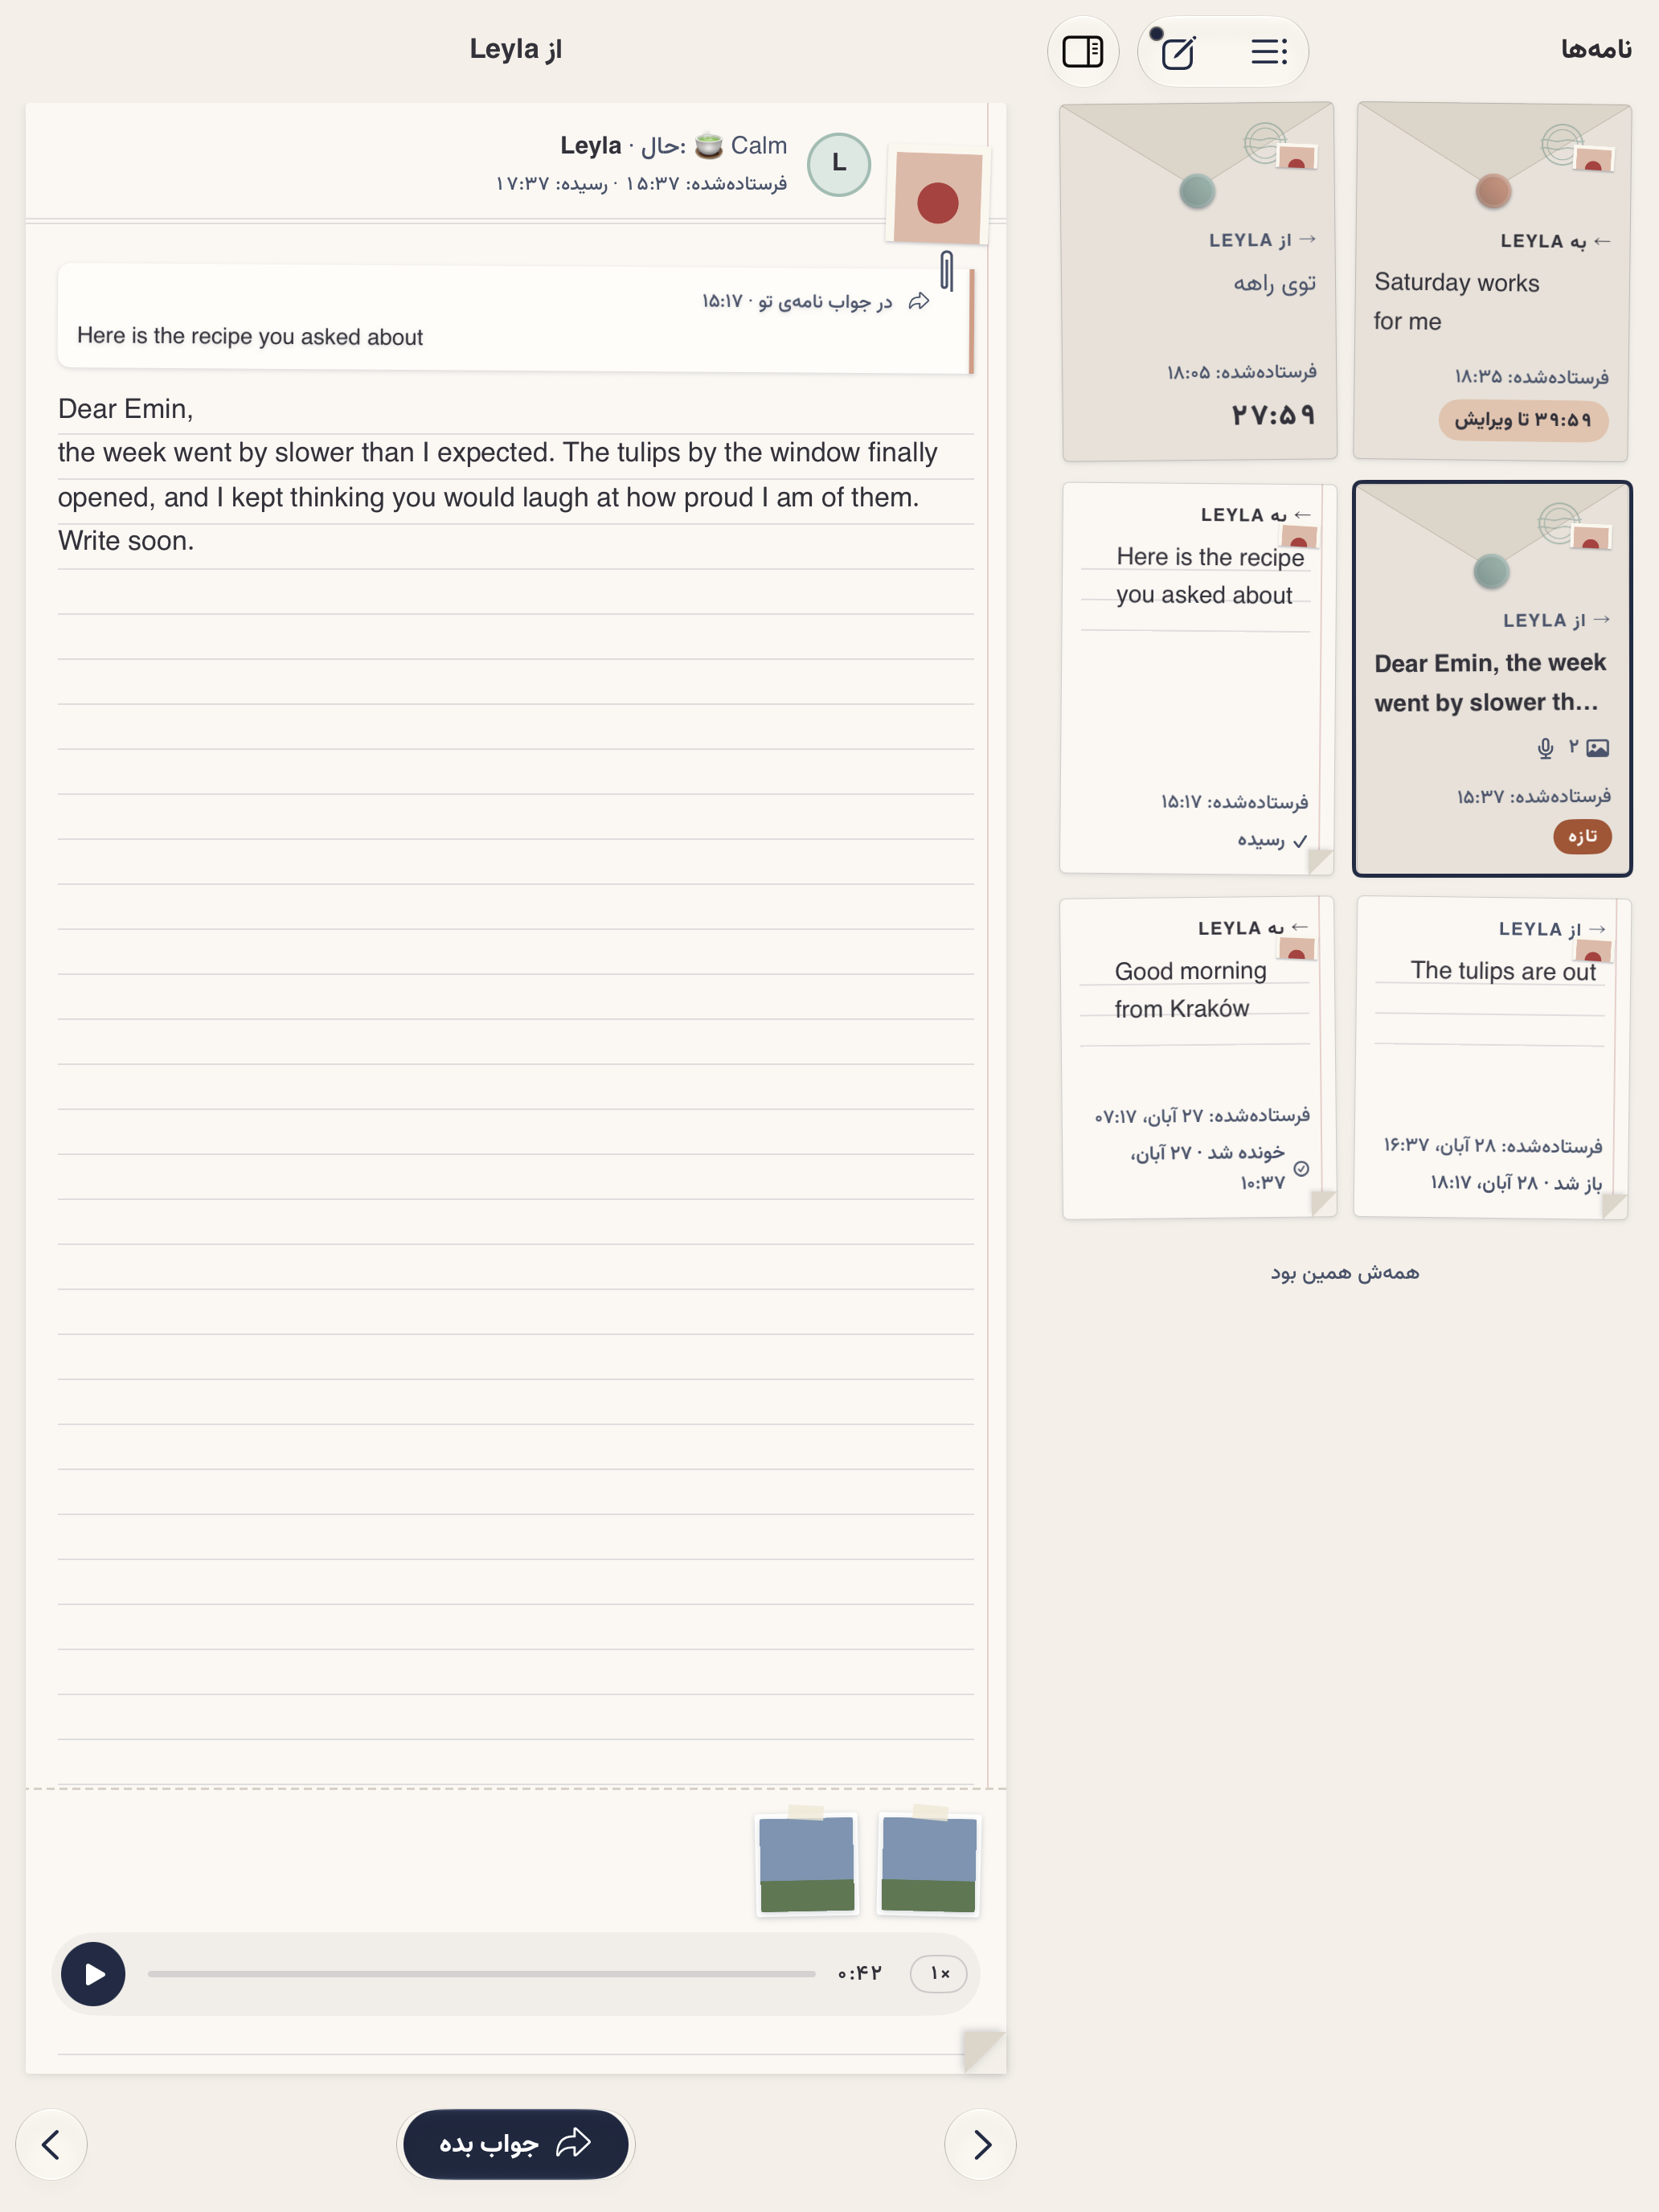 نامه‌ها
→ به LEYLA
Saturday works
for me
فرستاده‌شده: ۱۸:۳۵
۳۹:۵۹ تا ویرایش
← از LEYLA
توی راهه
فرستاده‌شده: ۱۸:۰۵
۲۷:۵۹
← از LEYLA
Dear Emin, the week
went by slower th…
۲
فرستاده‌شده: ۱۵:۳۷
تازه
→ به LEYLA
Here is the recipe
you asked about
فرستاده‌شده: ۱۵:۱۷
رسیده
← از LEYLA
The tulips are out
فرستاده‌شده: ۲۸ آبان، ۱۶:۳۷
باز شد · ۲۸ آبان، ۱۸:۱۷
→ به LEYLA
Good morning
from Kraków
فرستاده‌شده: ۲۷ آبان، ۰۷:۱۷
خونده شد · ۲۷ آبان،
۱۰:۳۷
همه‌ش همین بود
از Leyla
L
Leyla · حال: 🍵 Calm
فرستاده‌شده: ۱۵:۳۷ · رسیده: ۱۷:۳۷
در جواب نامه‌ی تو · ۱۵:۱۷
Here is the recipe you asked about
Dear Emin,
the week went by slower than I expected. The tulips by the window finally
opened, and I kept thinking you would laugh at how proud I am of them.
Write soon.
۰:۴۲
۱×
جواب بده